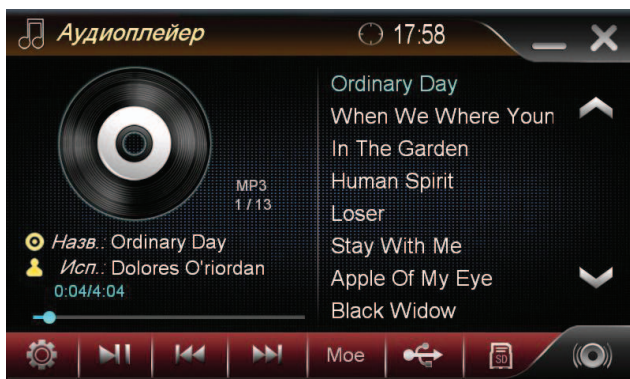 Аудиоплейер
17:58
MP3
1 / 13
Назв.: Ordinary Day
Исп.: Dolores O'riordan
0:04/4:04
Ordinary Day
When We Where Youn
In The Garden
Human Spirit
Loser
Stay With Me
Apple Of My Eye
Black Widow
Мое
SD